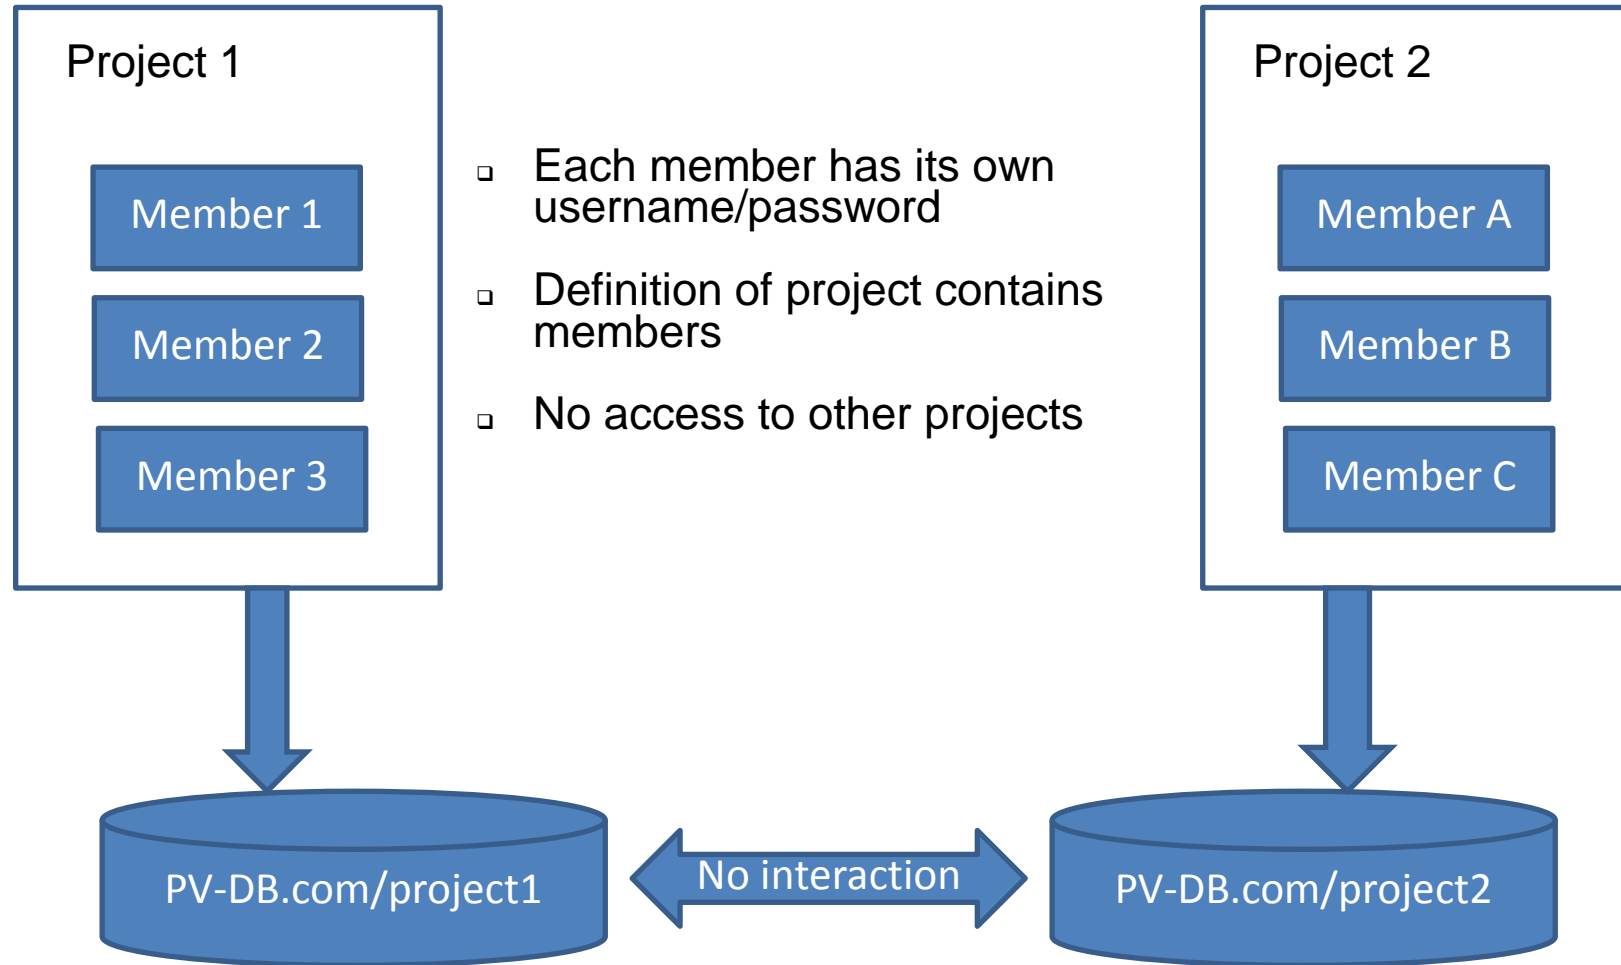 Project 1
Member 1
Member 2
Member 3
❑ Each member has its own
username/password
❑ Definition of project contains
members
❑ No access to other projects
Project 2
Member A
Member B
Member C
PV-DB.com/project1
No interaction
PV-DB.com/project2